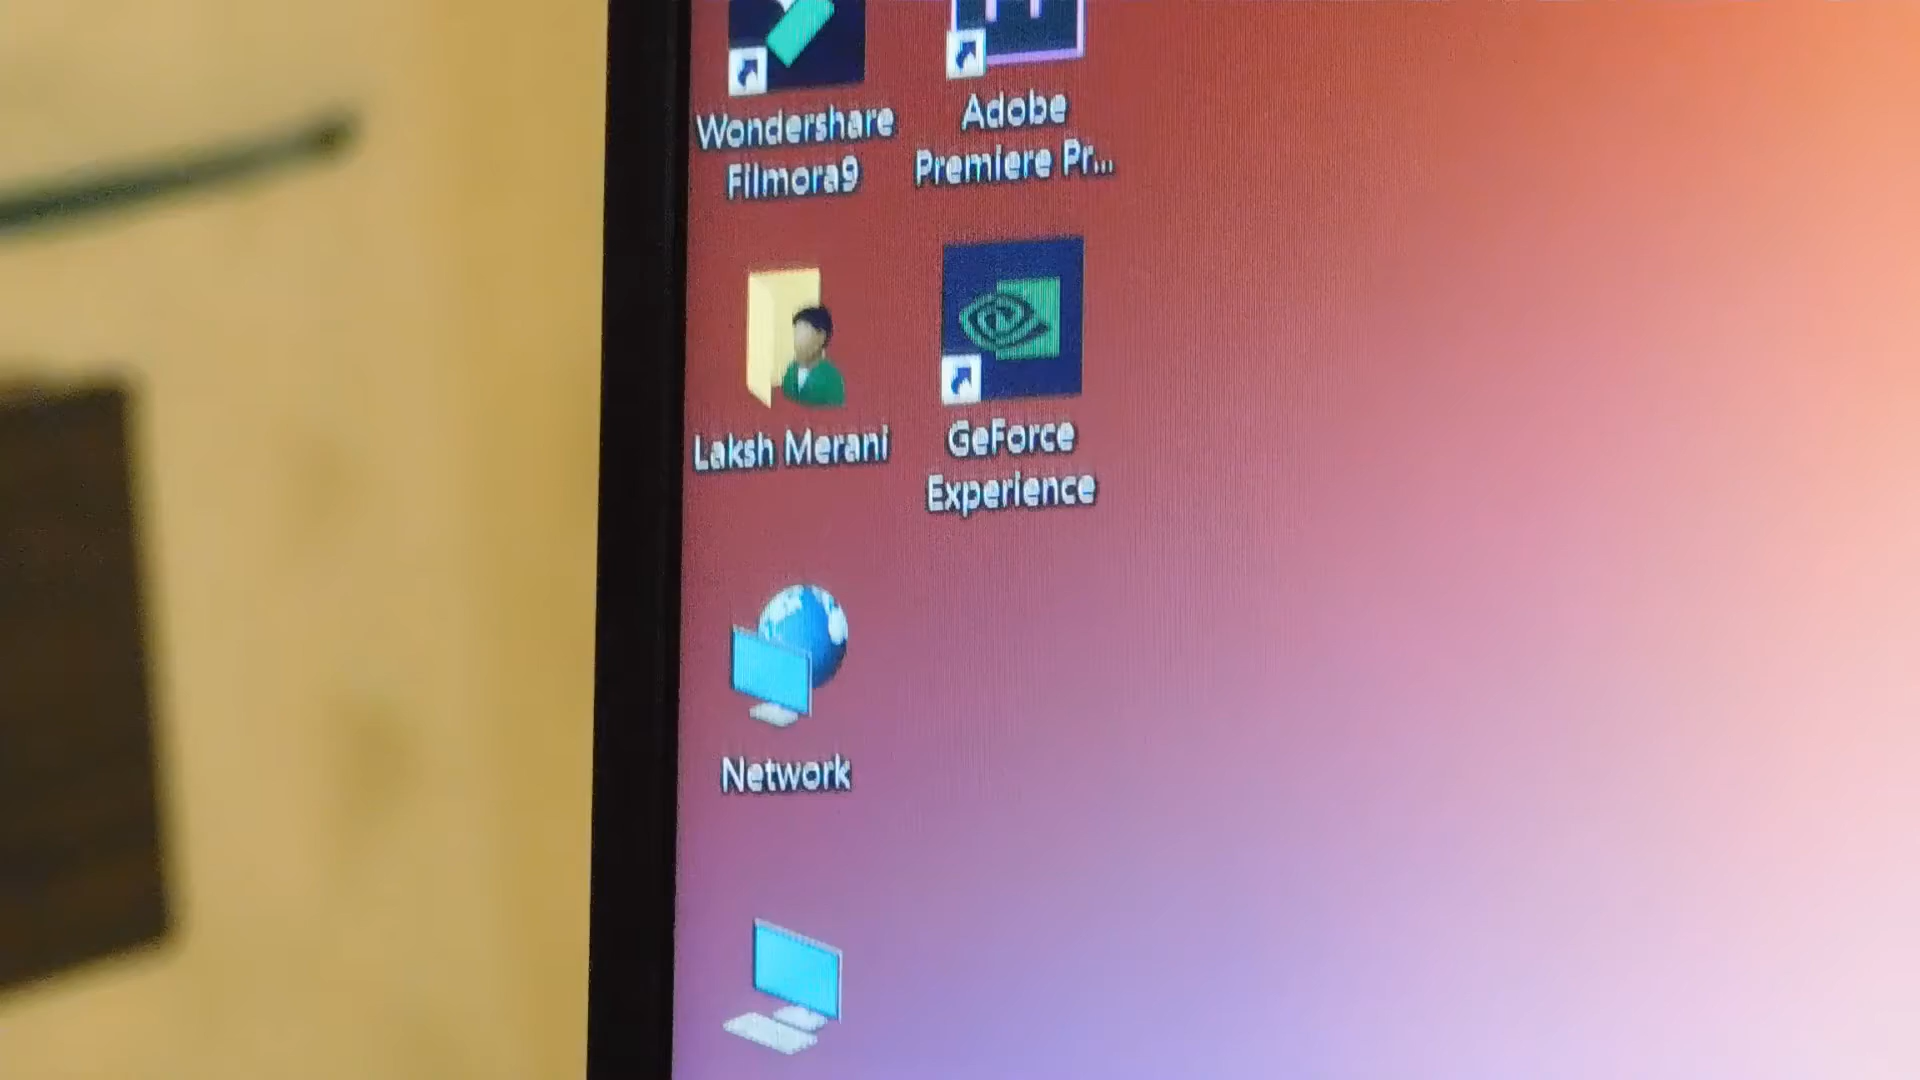 Wondershare
Filmora9
Adobe
Premiere Pr...
Laksh Merani
GeForce
Experience
Network